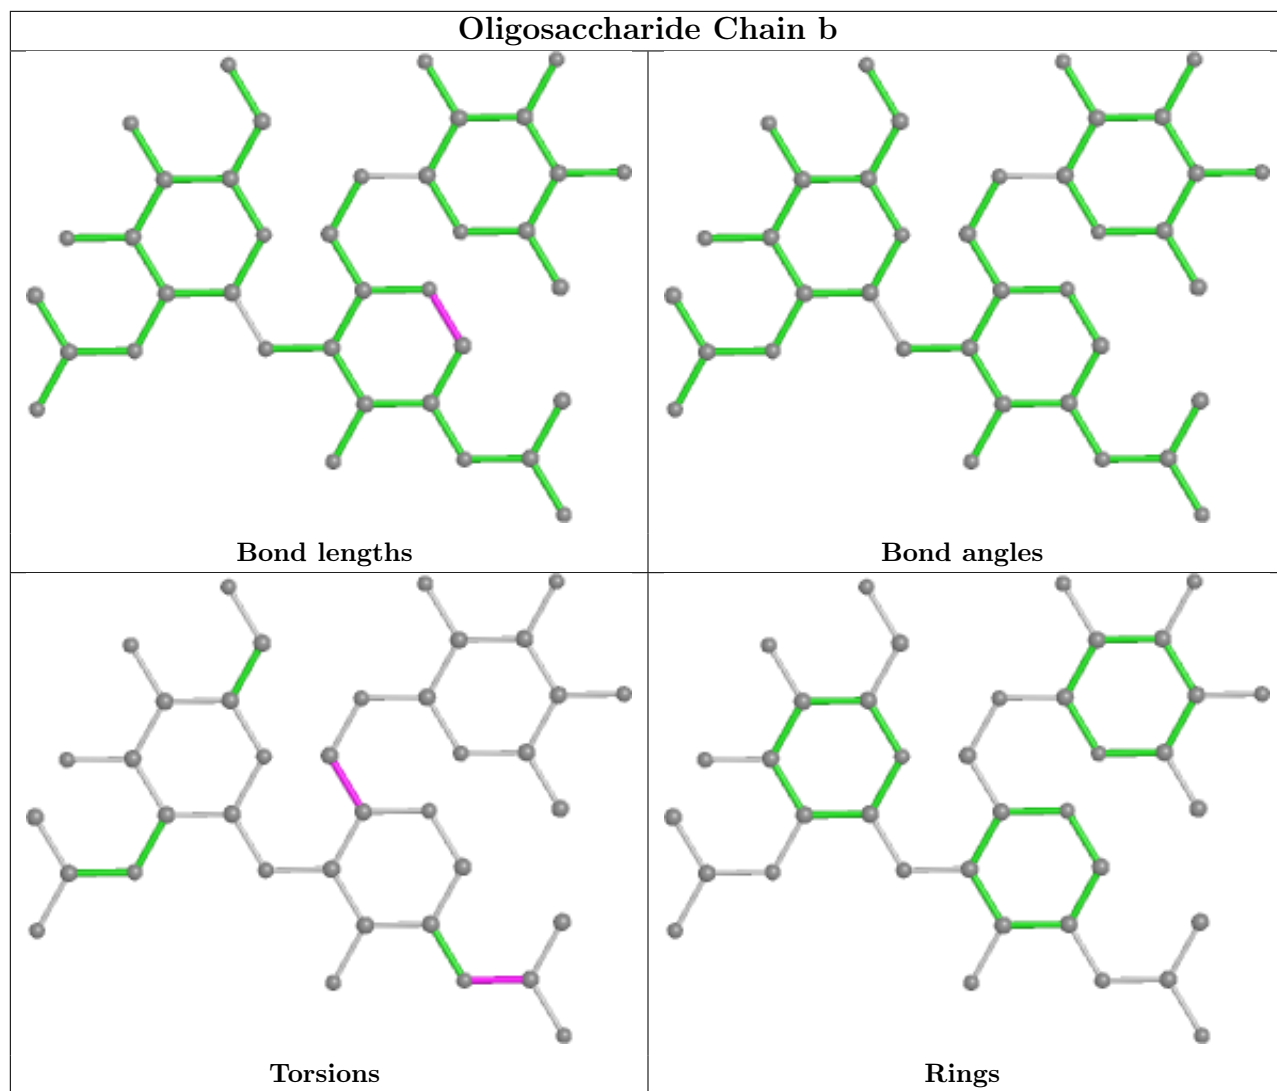 Oligosaccharide Chain b
Bond lengths
Bond angles
Torsions
Rings